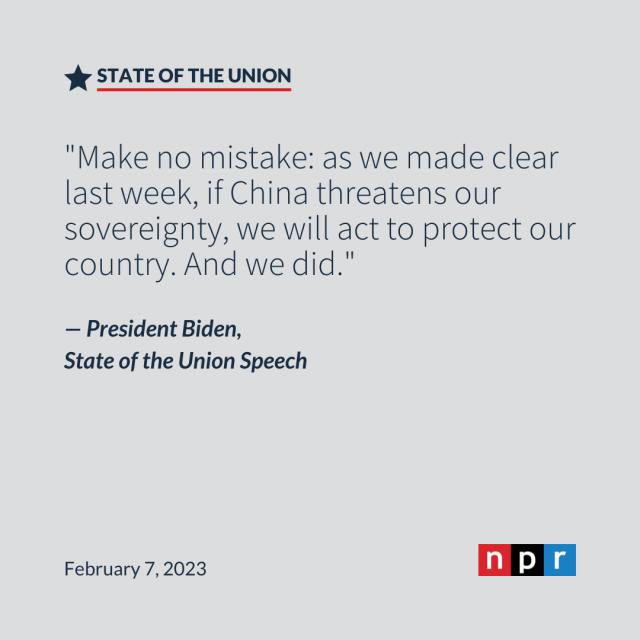 STATE OF THE UNION
"Make no mistake: as we made clear
last week, if China threatens our
sovereignty, we will act to protect our
country. And we did."
— President Biden,
State of the Union Speech
February 7, 2023
npr